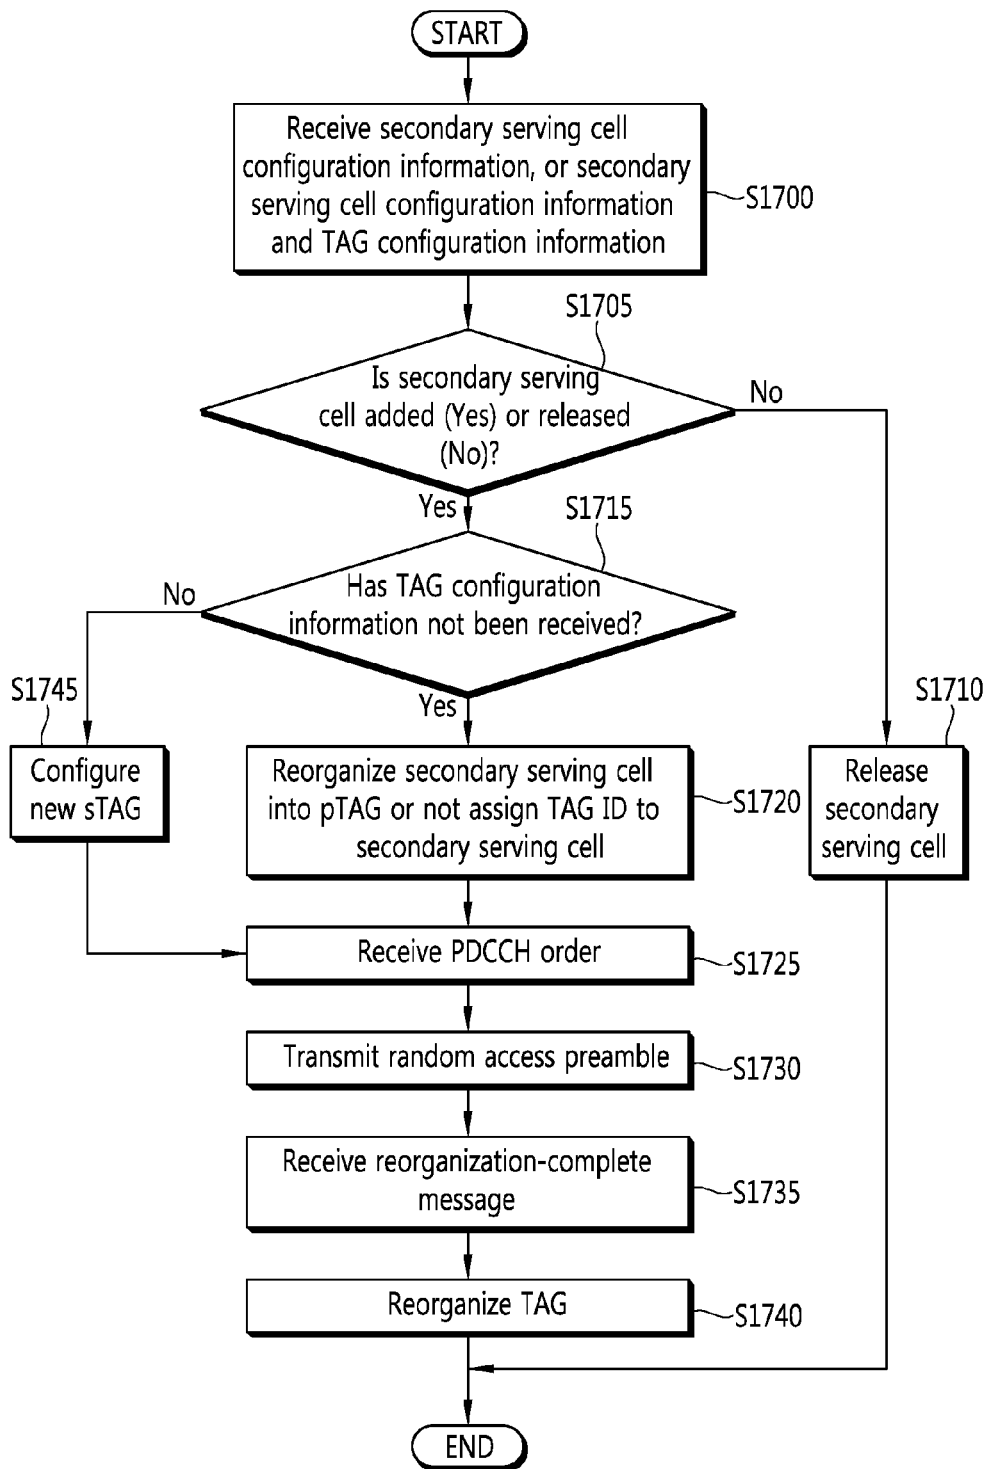 START
Receive secondary serving cell
configuration information, or secondary
serving cell configuration information
and TAG configuration information
S1700
S1705
Is secondary serving
cell added (Yes) or released
(No)?
No
Yes
S1715
Has TAG configuration
information not been received?
No
Yes
S1745
Configure
new sTAG
Reorganize secondary serving cell
into pTAG or not assign TAG ID to
secondary serving cell
S1720
S1710
Release
secondary
serving cell
Receive PDCCH order
S1725
Transmit random access preamble
S1730
Receive reorganization-complete
message
S1735
Reorganize TAG
S1740
END